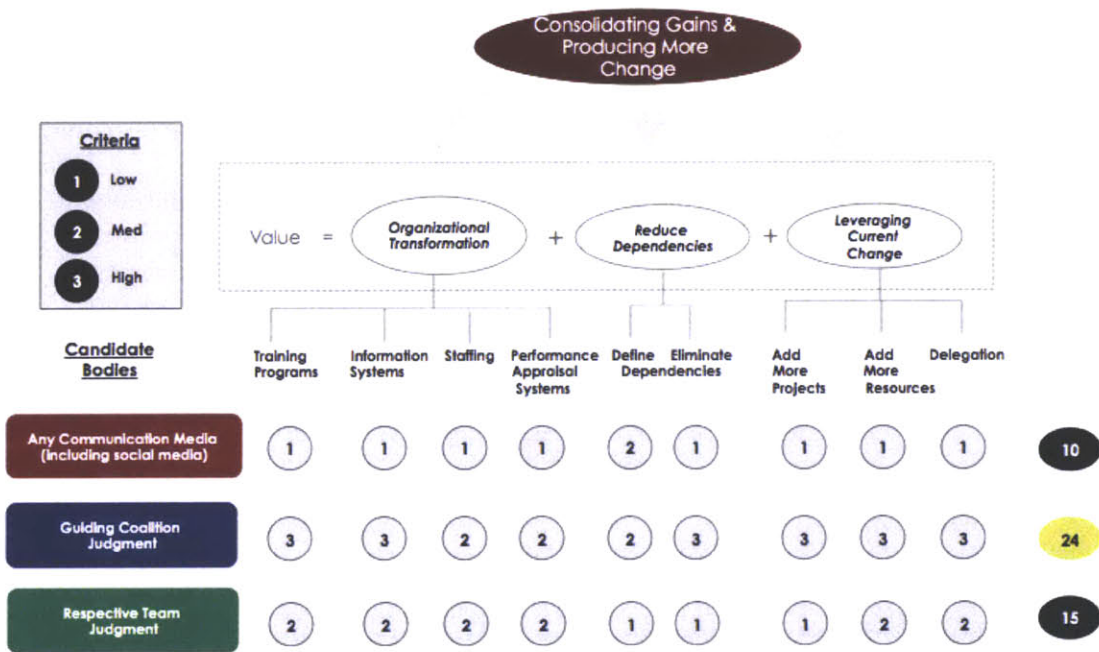 Consolidating Gains &
Producing More
Change
Criteria
1 Low
2 Med
3 High
Value = Organizational
Transformation + Reduce
Dependencies + Leveraging
Current
Change
Candidate
Bodies
Training
Programs
Information
Systems
Staffing
Performance
Appraisal
Systems
Define Eliminate
Dependencies
Add
More
Projects
Add
More
Resources
Delegation
Any Communication Media
(including social media)
1 1 1 1 2 1 1 1 1 10
Guiding Coalition
Judgment
3 3 2 2 2 3 3 3 3 24
Respective Team
Judgment
2 2 2 2 1 1 1 2 2 15